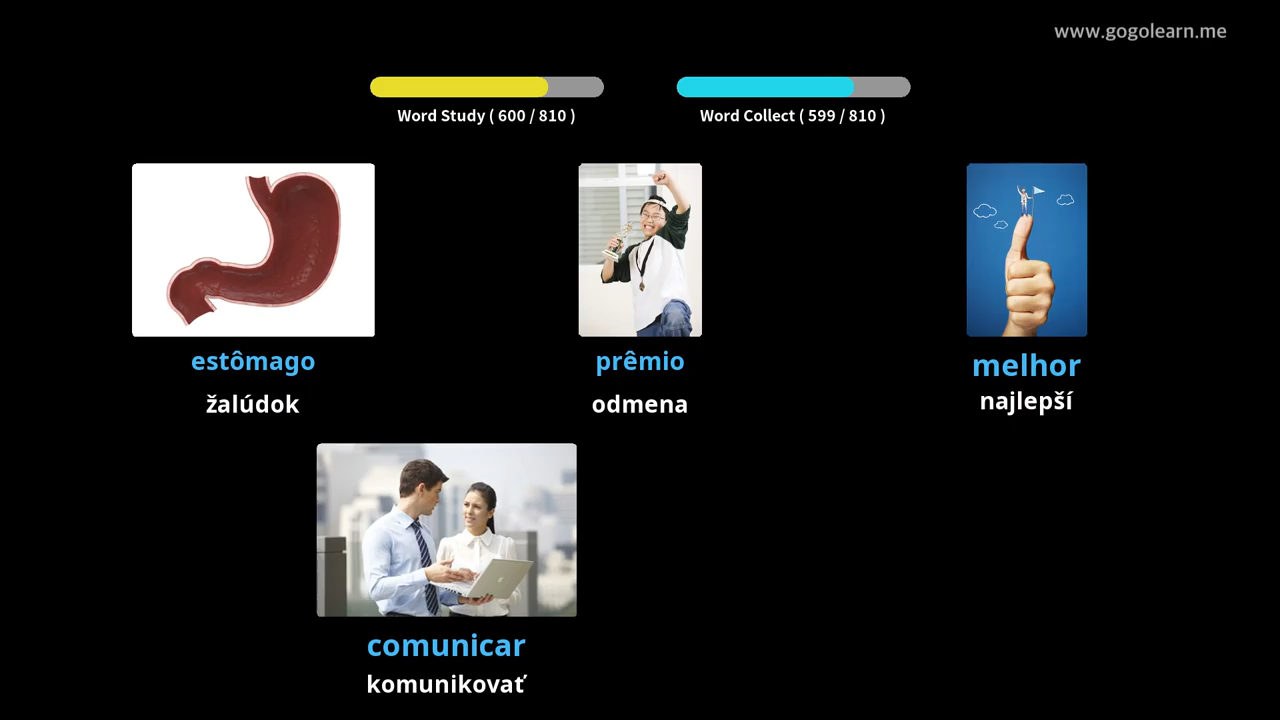 www.gogolearn.me
Word Study ( 600 / 810 )
Word Collect ( 599 / 810 )
estômago
žalúdok
prêmio
odmena
melhor
najlepší
comunicar
komunikovať